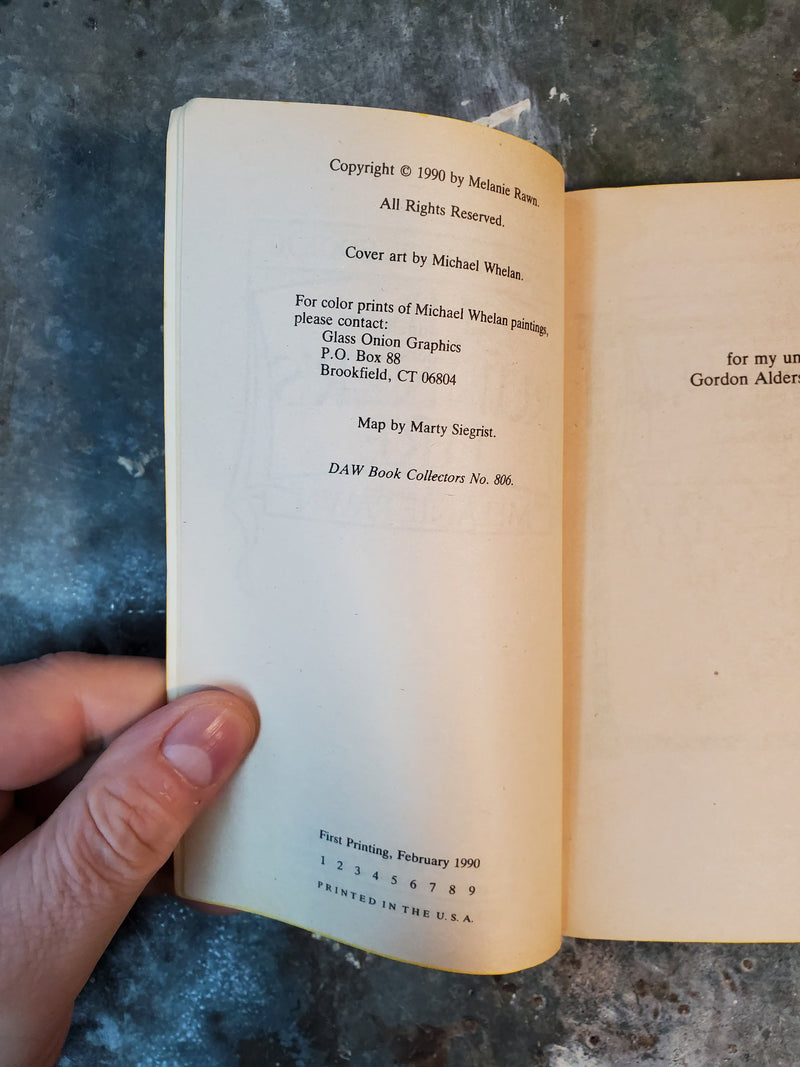 Copyright © 1990 by Melanie Rawn.
All Rights Reserved.
Cover art by Michael Whelan.
For color prints of Michael Whelan paintings,
please contact:
Glass Onion Graphics
P.O. Box 88
Brookfield, CT 06804
Map by Marty Siegrist.
DAW Book Collectors No. 806.
First Printing, February 1990
1 2 3 4 5 6 7 8 9
PRINTED IN THE U.S.A.
for my
Gordon